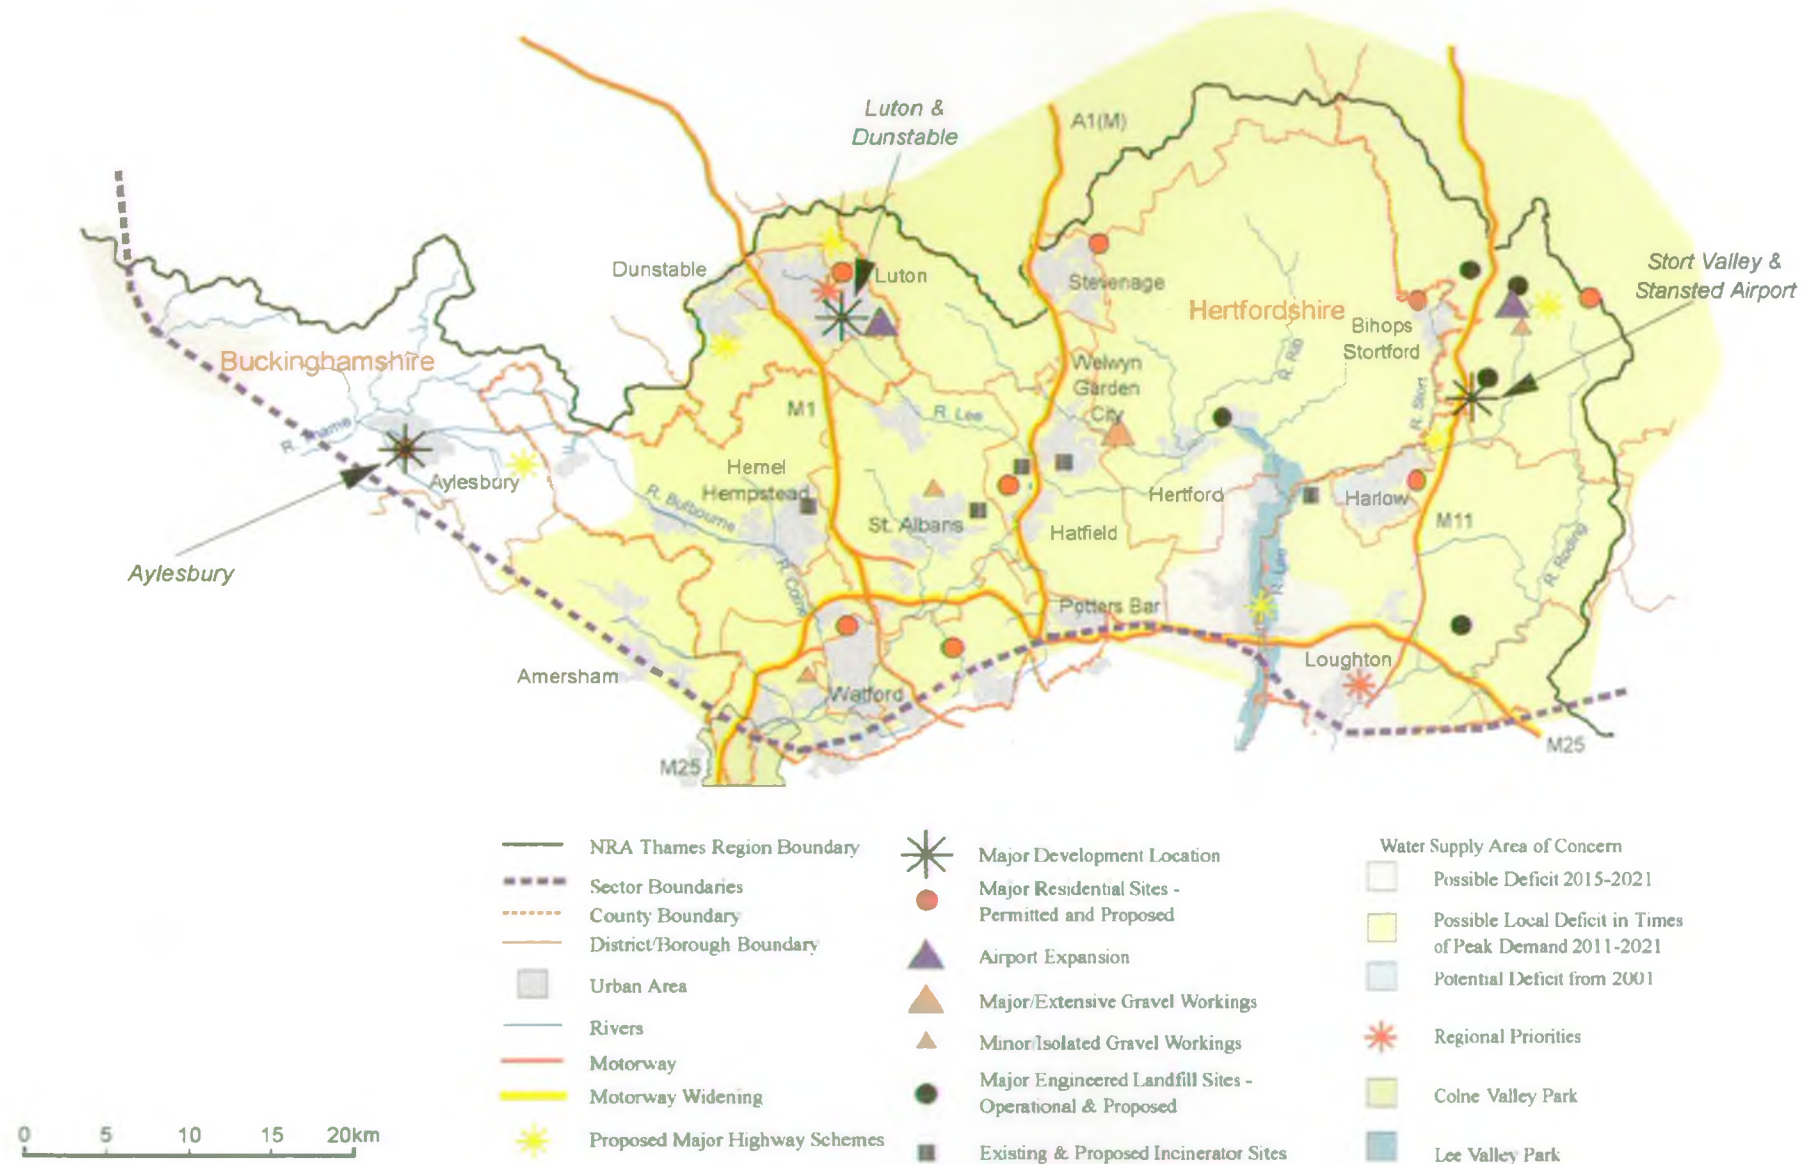 Luton &
Dunstable
A1(M)
Stort Valley &
Stansted Airport
Dunstable
Luton
Stevenage
Hertfordshire
Bihops
Stortford
R. Rib
Buckinghamshire
Welwyn
Garden
City
M1
R. Lee
R. Stort
R. Thame
Aylesbury
Hemel
Hempstead
R. Bulbourne
St. Albans
Hatfield
Hertford
Harlow
M11
R. Roding
Aylesbury
R. Colne
R. Lee
Potters Bar
Amersham
Watford
Loughton
M25
M25
NRA Thames Region Boundary
Sector Boundaries
County Boundary
District/Borough Boundary
Urban Area
Rivers
Motorway
Motorway Widening
Proposed Major Highway Schemes
Major Development Location
Major Residential Sites -
Permitted and Proposed
Airport Expansion
Major/Extensive Gravel Workings
Minor/Isolated Gravel Workings
Major Engineered Landfill Sites -
Operational & Proposed
Existing & Proposed Incinerator Sites
Water Supply Area of Concern
Possible Deficit 2015-2021
Possible Local Deficit in Times
of Peak Demand 2011-2021
Potential Deficit from 2001
Regional Priorities
Colne Valley Park
Lee Valley Park
0 5 10 15 20km